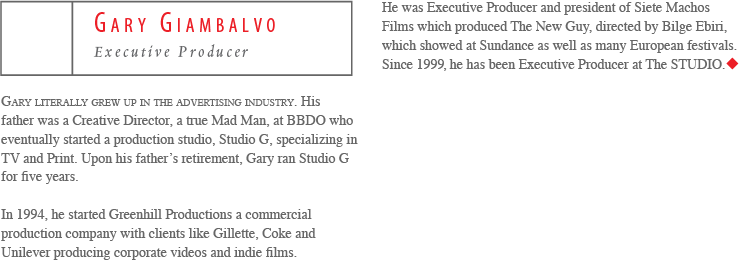 GARY GIAMBALVO
Executive Producer
GARY LITERALLY GREW UP IN THE ADVERTISING INDUSTRY. His
father was a Creative Director, a true Mad Man, at BBDO who
eventually started a production studio, Studio G, specializing in
TV and Print. Upon his father’s retirement, Gary ran Studio G
for five years.
In 1994, he started Greenhill Productions a commercial
production company with clients like Gillette, Coke and
Unilever producing corporate videos and indie films.
He was Executive Producer and president of Siete Machos
Films which produced The New Guy, directed by Bilge Ebiri,
which showed at Sundance as well as many European festivals.
Since 1999, he has been Executive Producer at The STUDIO.◆